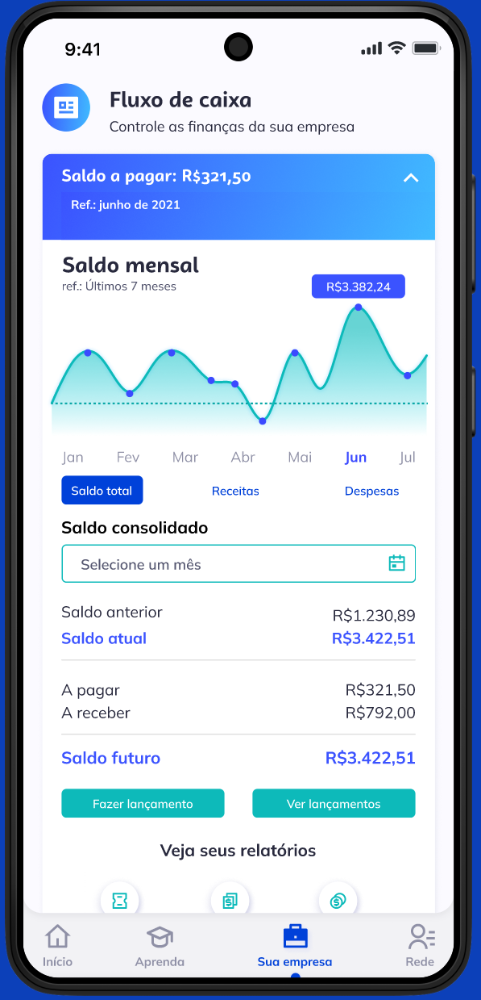 9:41
Fluxo de caixa
Controle as finanças da sua empresa
Saldo a pagar: R$321,50
Ref.: junho de 2021
Saldo mensal
ref.: Últimos 7 meses
R$3.382,24
Jan Fev Mar Abr Mai Jun Jul
Saldo total Receitas Despesas
Saldo consolidado
Selecione um mês
Saldo anterior R$1.230,89
Saldo atual R$3.422,51
A pagar R$321,50
A receber R$792,00
Saldo futuro R$3.422,51
Fazer lançamento Ver lançamentos
Veja seus relatórios
Início Aprenda Sua empresa Rede